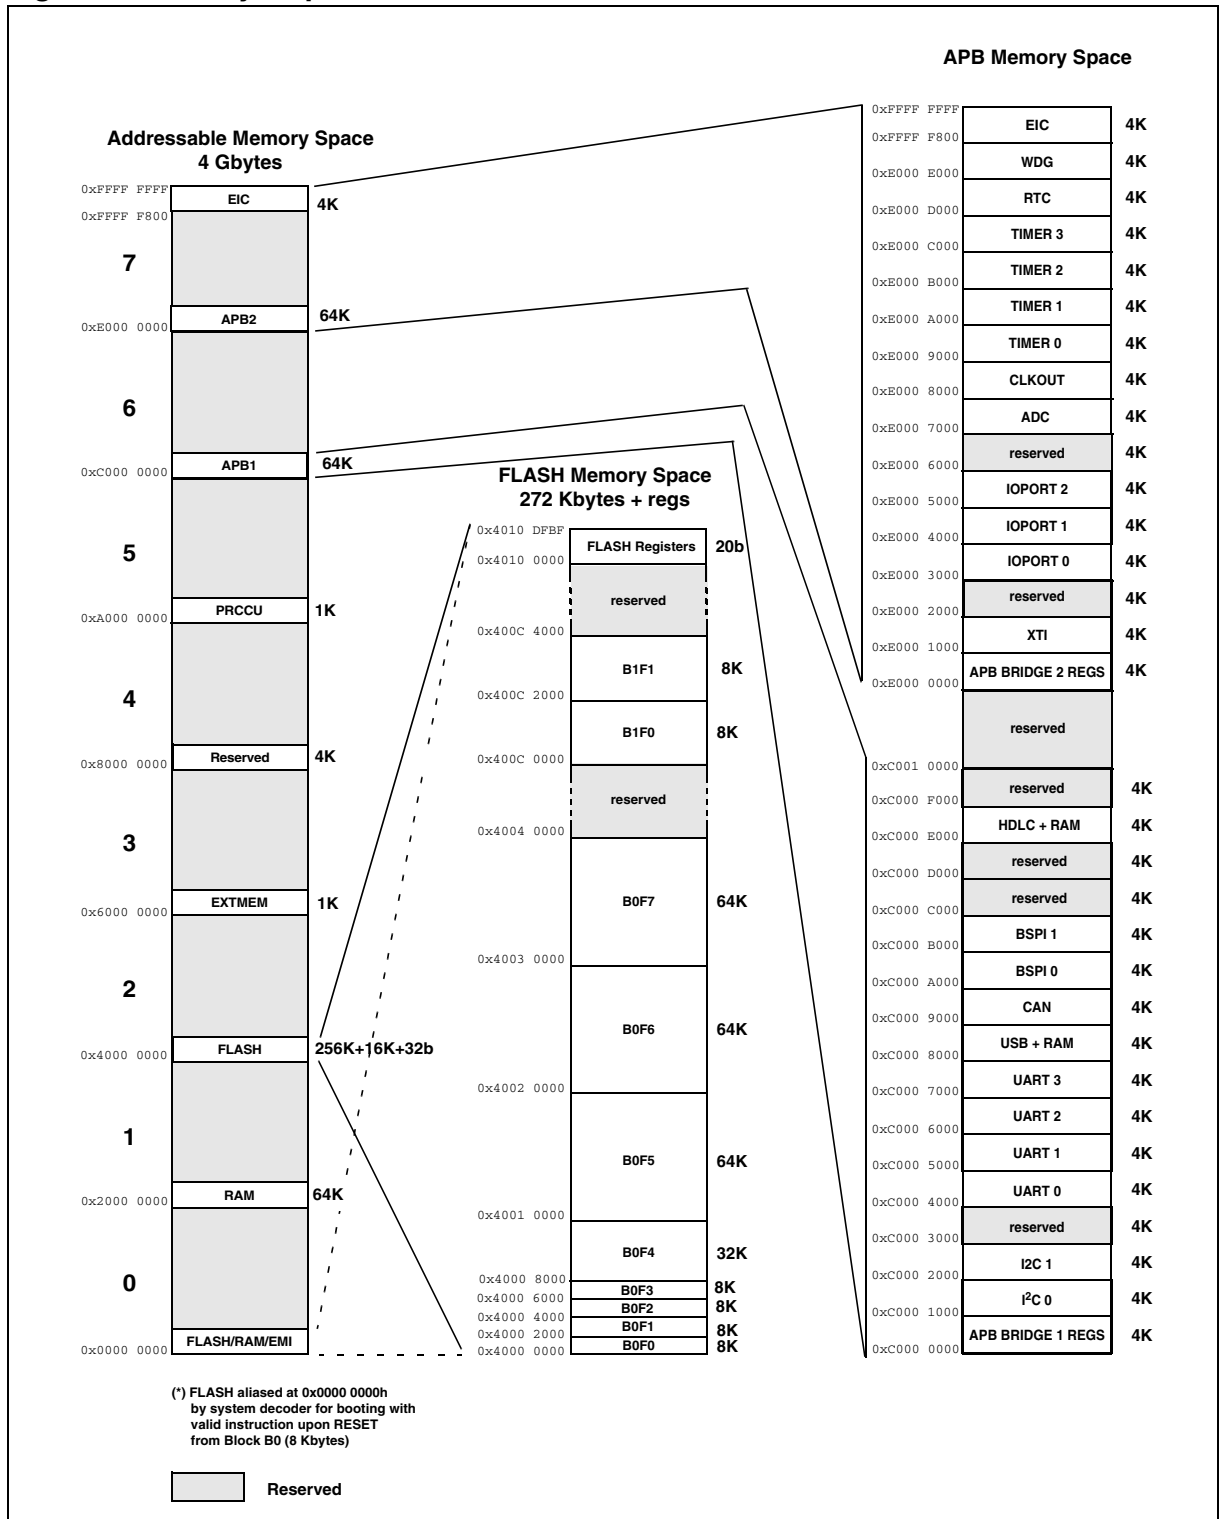 APB Memory Space
Addressable Memory Space
4 Gbytes
0xFFFF FFFF
EIC
4K
0xFFFF F800
7
APB2
64K
0xE000 0000
6
APB1
64K
0xC000 0000
5
PRCCU
1K
0xA000 0000
4
Reserved
4K
0x8000 0000
3
EXTMEM
1K
0x6000 0000
2
FLASH
256K+16K+32b
0x4000 0000
1
RAM
64K
0x2000 0000
0
FLASH/RAM/EMI
0x0000 0000
(*) FLASH aliased at 0x0000 0000h
by system decoder for booting with
valid instruction upon RESET
from Block B0 (8 Kbytes)
Reserved
FLASH Memory Space
272 Kbytes + regs
0x4010 DFBF
FLASH Registers
20b
0x4010 0000
reserved
0x400C 4000
B1F1
8K
0x400C 2000
B1F0
8K
0x400C 0000
reserved
0x4004 0000
B0F7
64K
0x4003 0000
B0F6
64K
0x4002 0000
B0F5
64K
0x4001 0000
B0F4
32K
0x4000 8000
B0F3
8K
0x4000 6000
B0F2
8K
0x4000 4000
B0F1
8K
0x4000 2000
B0F0
8K
0x4000 0000
0xFFFF FFFF
EIC
4K
0xFFFF F800
WDG
4K
0xE000 E000
RTC
4K
0xE000 D000
TIMER 3
4K
0xE000 C000
TIMER 2
4K
0xE000 B000
TIMER 1
4K
0xE000 A000
TIMER 0
4K
0xE000 9000
CLKOUT
4K
0xE000 8000
ADC
4K
0xE000 7000
reserved
4K
0xE000 6000
IOPORT 2
4K
0xE000 5000
IOPORT 1
4K
0xE000 4000
IOPORT 0
4K
0xE000 3000
reserved
4K
0xE000 2000
XTI
4K
0xE000 1000
APB BRIDGE 2 REGS
4K
0xE000 0000
reserved
0xC001 0000
reserved
4K
0xC000 F000
HDLC + RAM
4K
0xC000 E000
reserved
4K
0xC000 D000
reserved
4K
0xC000 C000
BSPI 1
4K
0xC000 B000
BSPI 0
4K
0xC000 A000
CAN
4K
0xC000 9000
USB + RAM
4K
0xC000 8000
UART 3
4K
0xC000 7000
UART 2
4K
0xC000 6000
UART 1
4K
0xC000 5000
UART 0
4K
0xC000 4000
reserved
4K
0xC000 3000
I2C 1
4K
0xC000 2000
I²C 0
4K
0xC000 1000
APB BRIDGE 1 REGS
4K
0xC000 0000